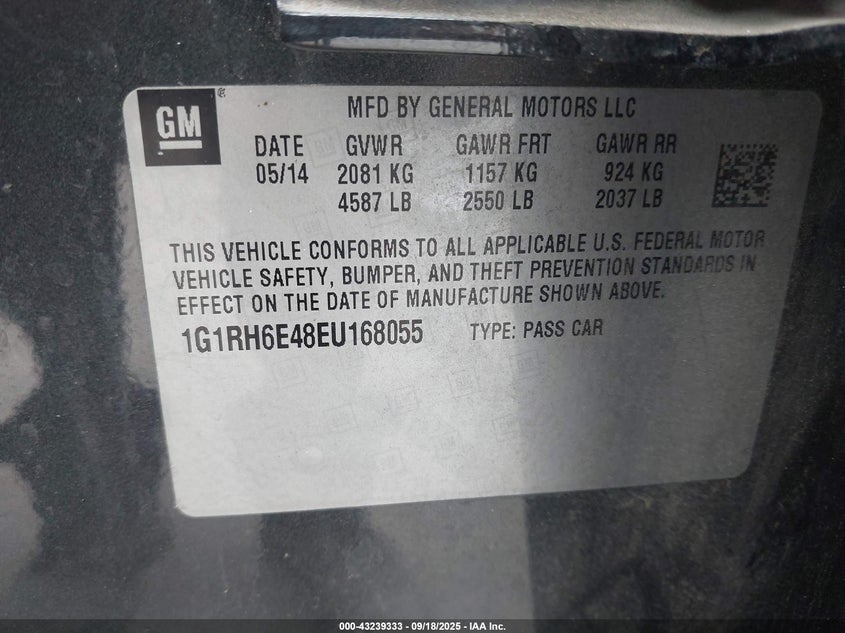 GM
MFD BY GENERAL MOTORS LLC
DATE GVWR GAWR FRT GAWR RR
05/14 2081 KG 1157 KG 924 KG
4587 LB 2550 LB 2037 LB
THIS VEHICLE CONFORMS TO ALL APPLICABLE U.S. FEDERAL MOTOR
VEHICLE SAFETY, BUMPER, AND THEFT PREVENTION STANDARDS IN
EFFECT ON THE DATE OF MANUFACTURE SHOWN ABOVE.
1G1RH6E48EU168055 TYPE: PASS CAR
000-43239333 - 09/18/2025 - IAA Inc.